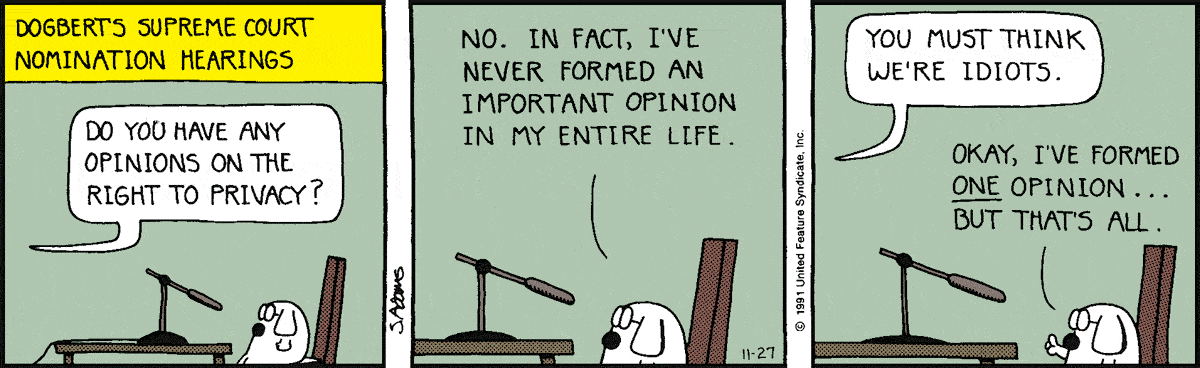 DOGBERT'S SUPREME COURT
NOMINATION HEARINGS
DO YOU HAVE ANY
OPINIONS ON THE
RIGHT TO PRIVACY?
S.Adams
NO. IN FACT, I'VE
NEVER FORMED AN
IMPORTANT OPINION
IN MY ENTIRE LIFE.
11-27
© 1991 United Feature Syndicate, Inc.
YOU MUST THINK
WE'RE IDIOTS.
OKAY, I'VE FORMED
ONE OPINION...
BUT THAT'S ALL.